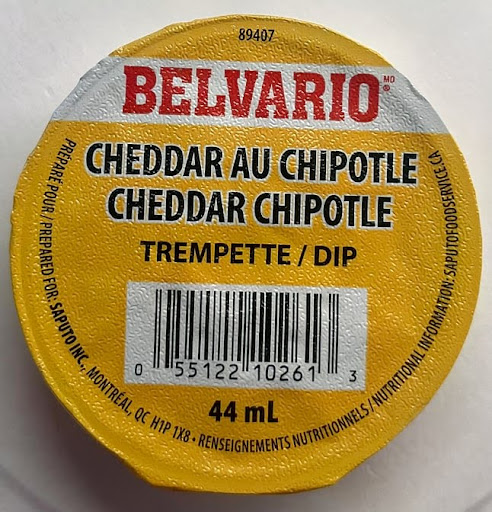 89407
BELVARIO MD ®
CHEDDAR AU CHIPOTLE
CHEDDAR CHIPOTLE
TREMPETTE / DIP
0 55122 10261 3
44 mL
PRÉPARÉ POUR / PREPARED FOR: SAPUTO INC., MONTRÉAL, QC H1P 1X8 • RENSEIGNEMENTS NUTRITIONNELS / NUTRITIONAL INFORMATION: SAPUTOFOODSERVICE.CA